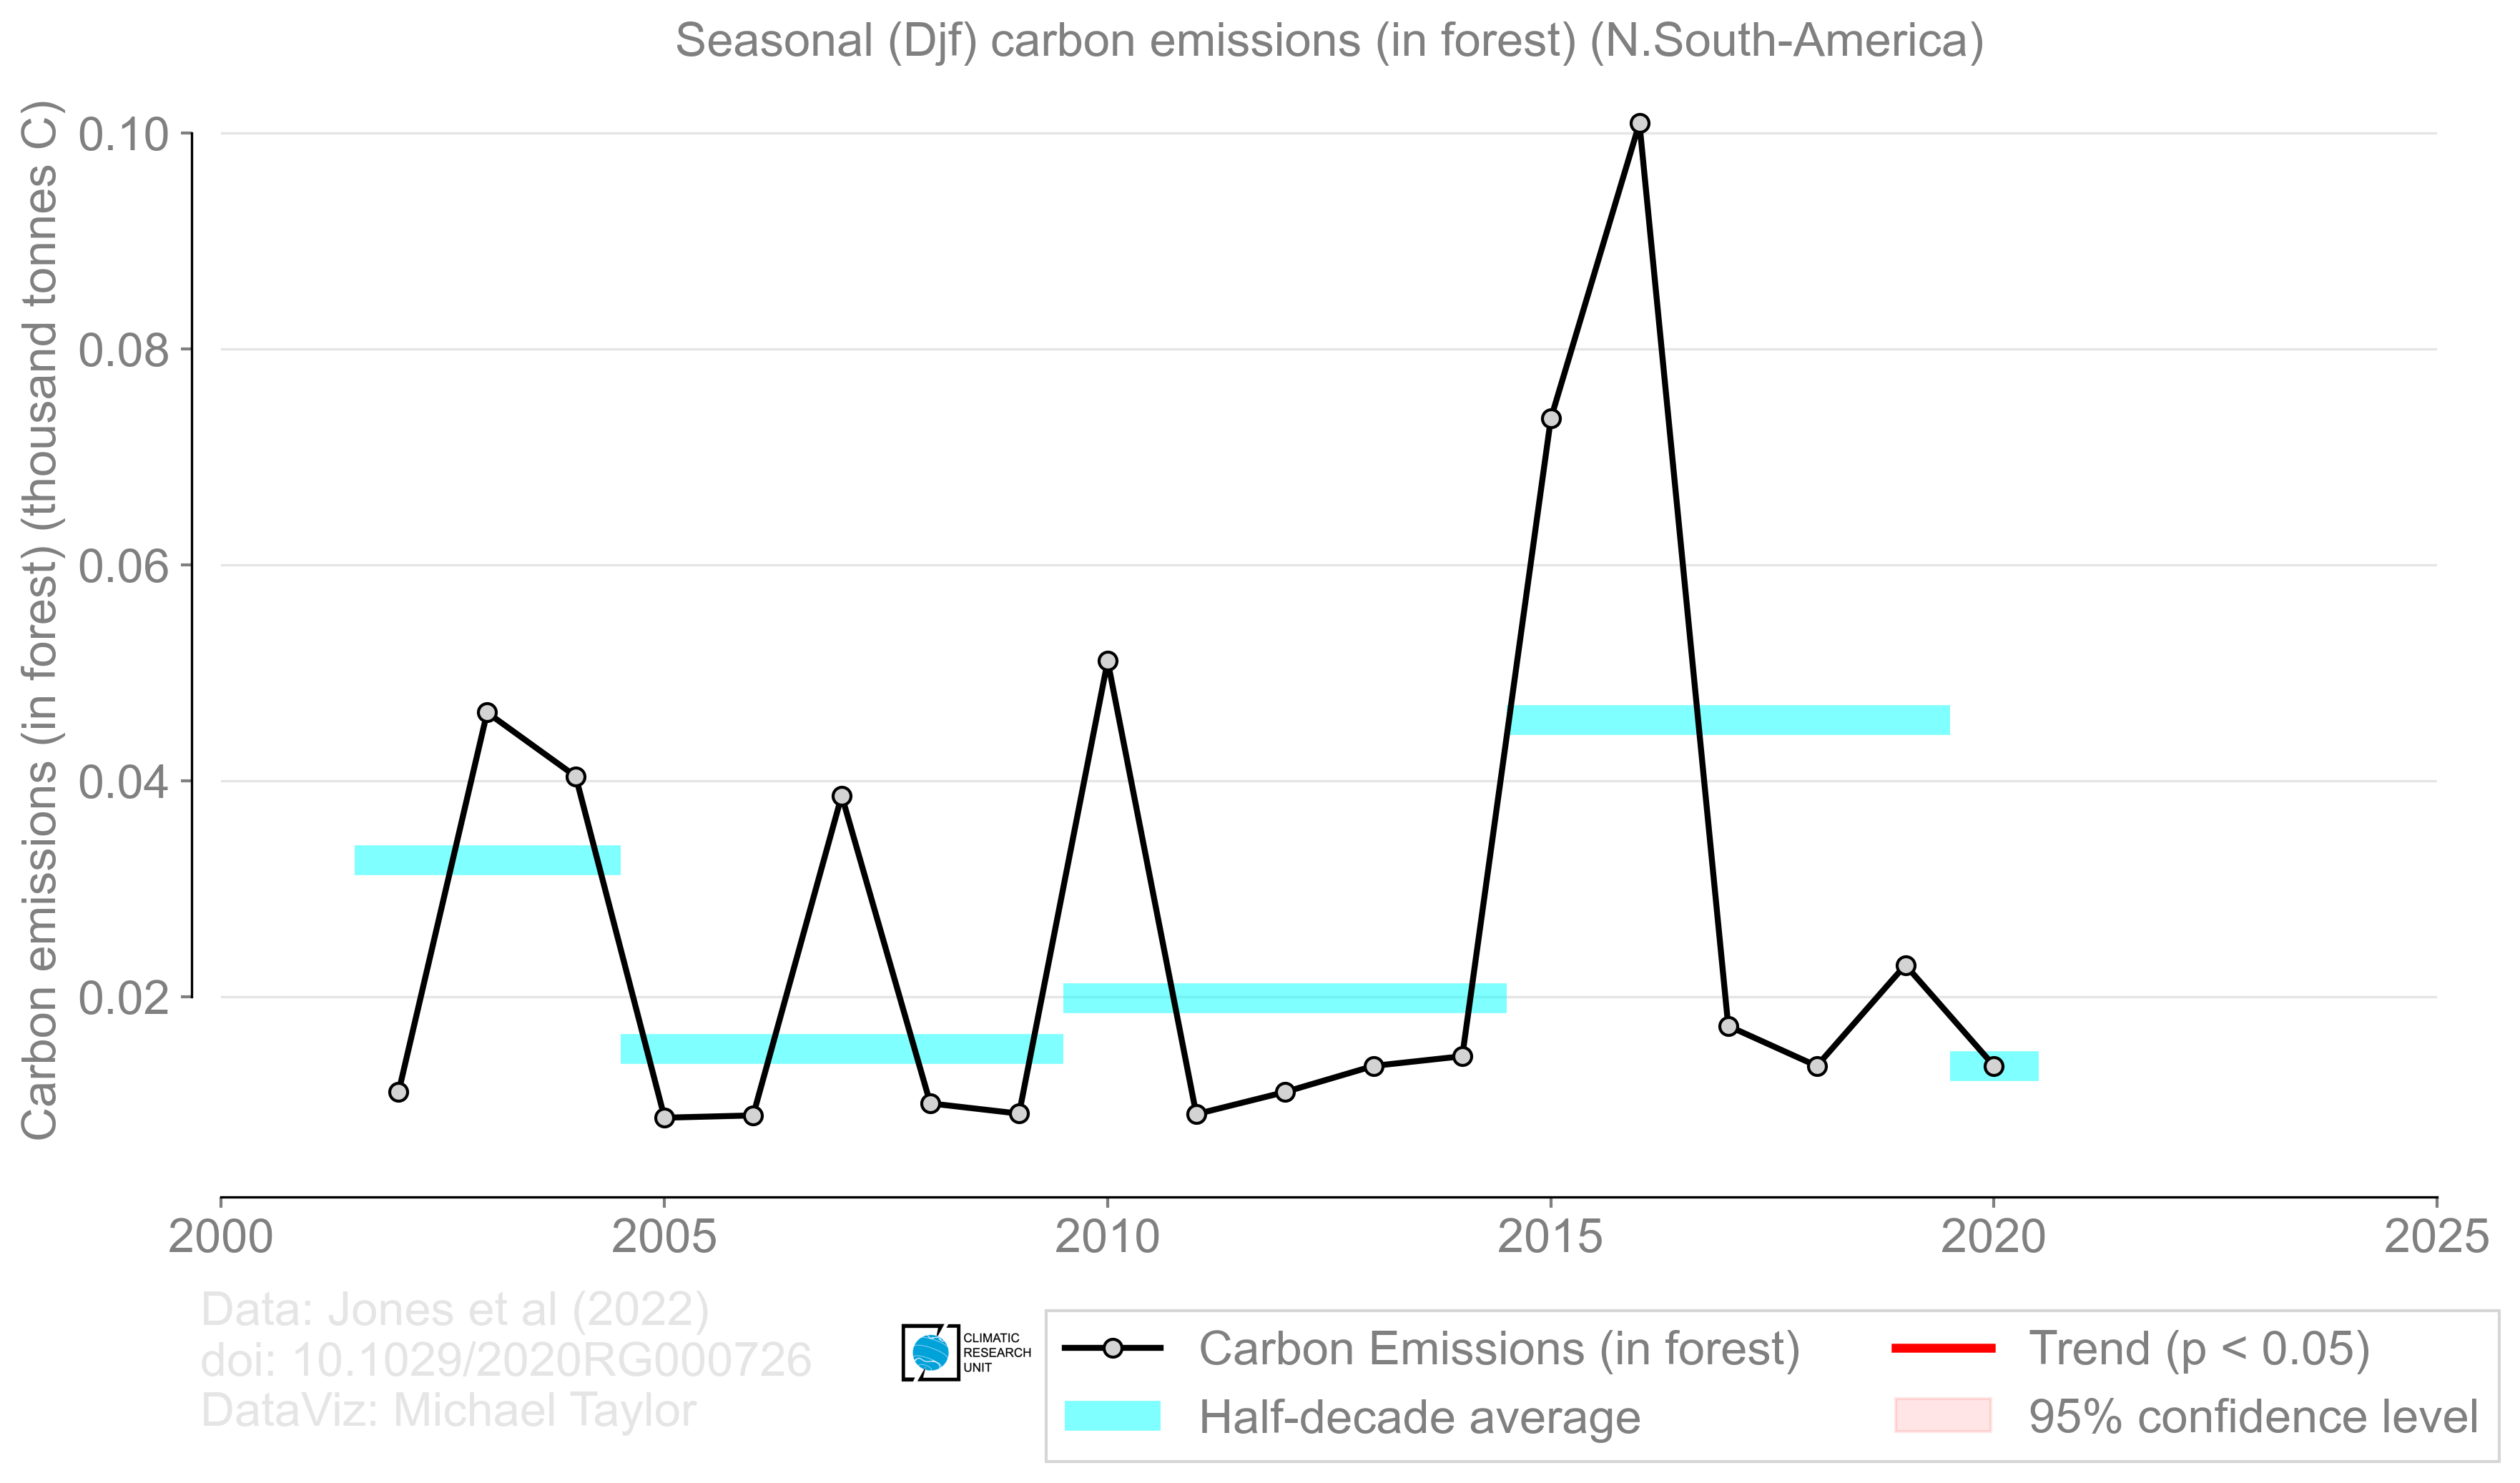 Seasonal (Djf) carbon emissions (in forest) (N.South-America)
Carbon emissions (in forest) (thousand tonnes C)
0.10
0.08
0.06
0.04
0.02
2000 2005 2010 2015 2020 2025
Data: Jones et al (2022)
doi: 10.1029/2020RG000726
DataViz: Michael Taylor
CLIMATIC
RESEARCH
UNIT
Carbon Emissions (in forest)
Half-decade average
Trend (p < 0.05)
95% confidence level